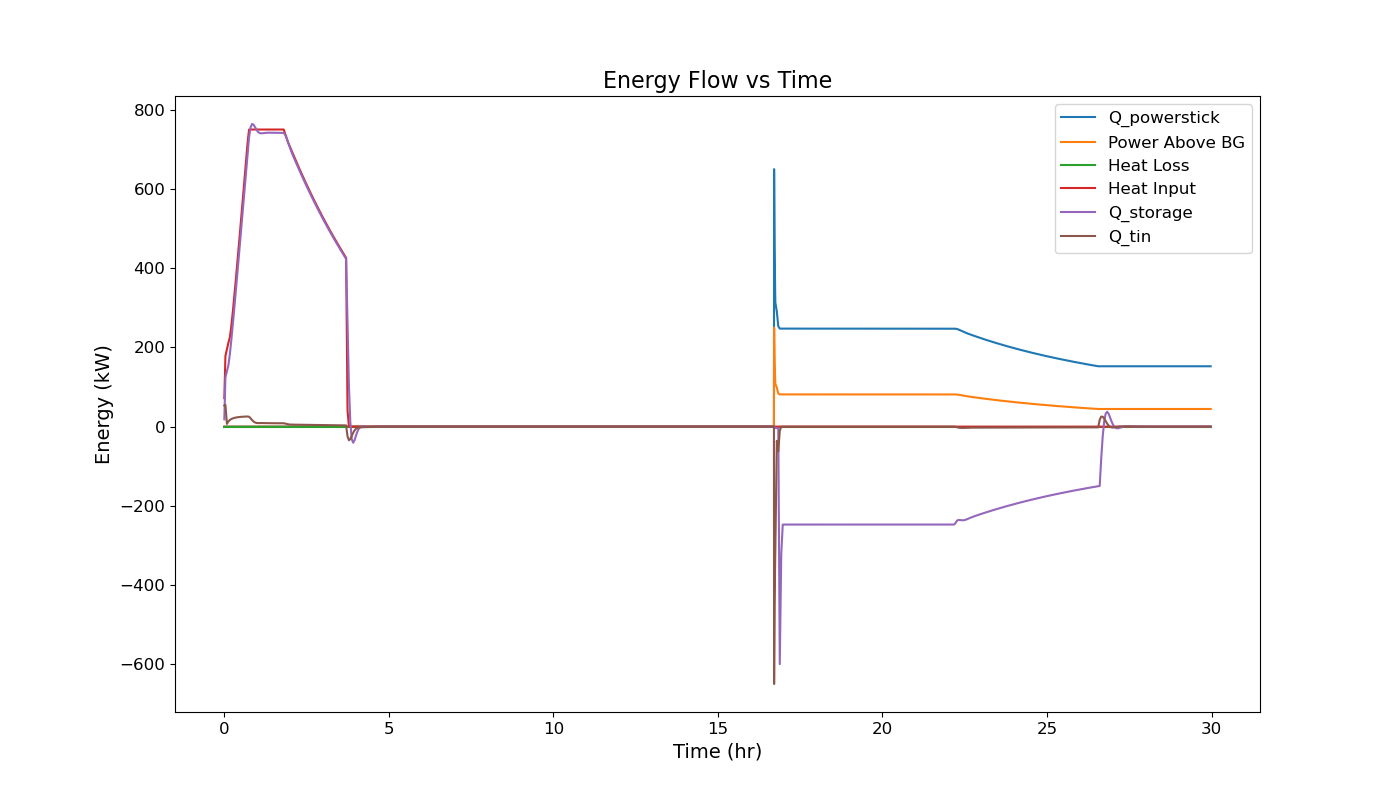 Energy Flow vs Time
Energy (kW)
800
600
400
200
0
−200
−400
−600
0
5
10
15
20
25
30
Time (hr)
Q_powerstick
Power Above BG
Heat Loss
Heat Input
Q_storage
Q_tin